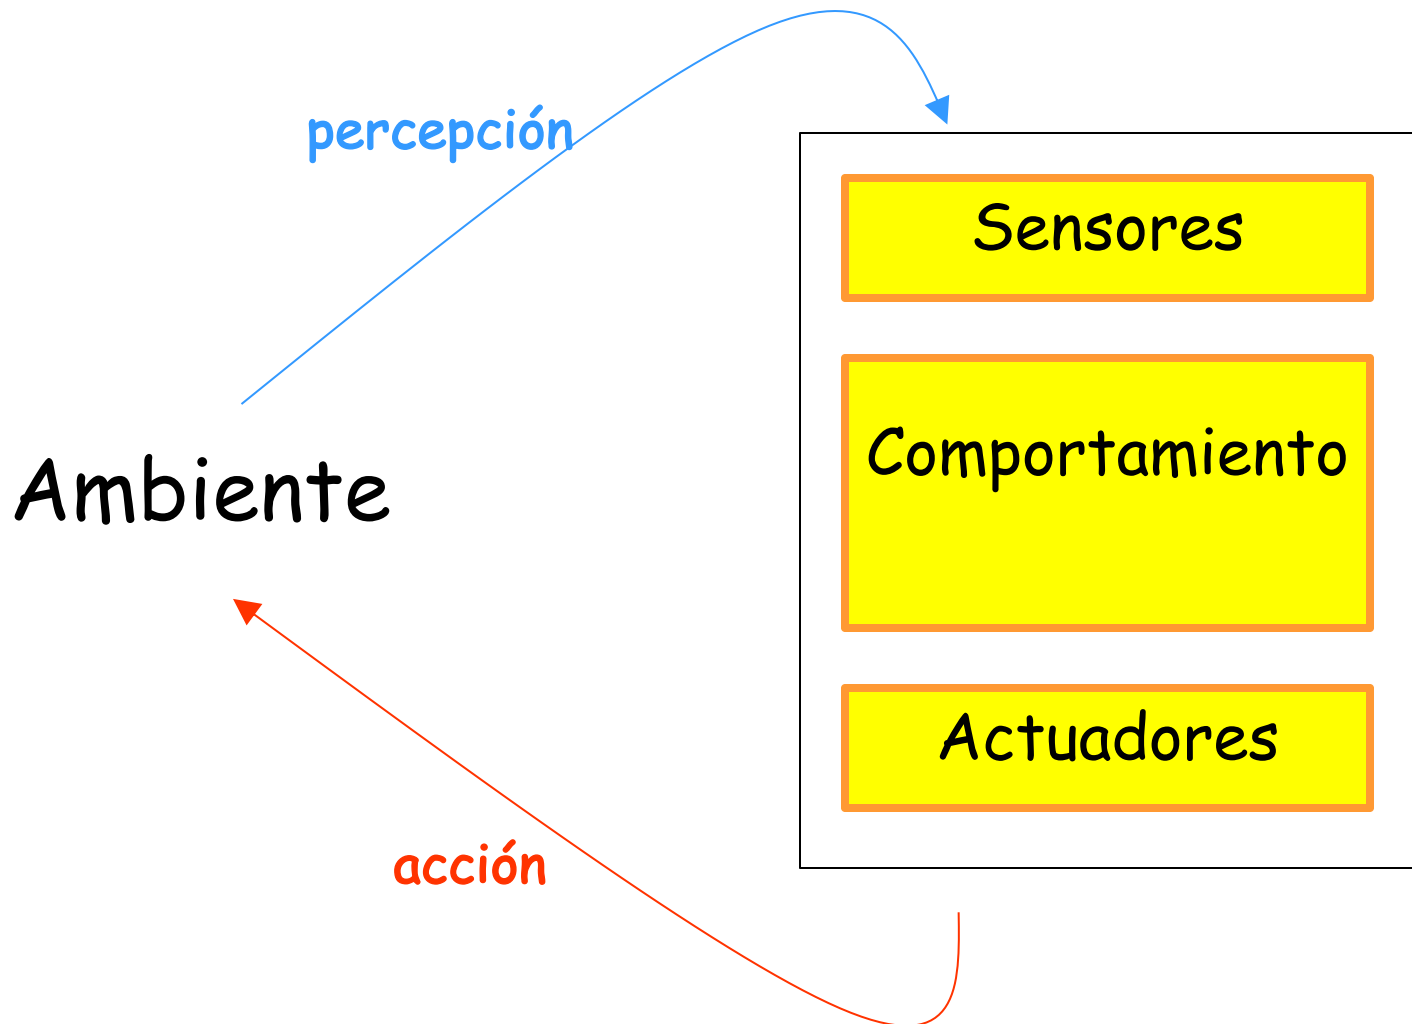 percepción
Sensores
Comportamiento
Ambiente
Actuadores
acción